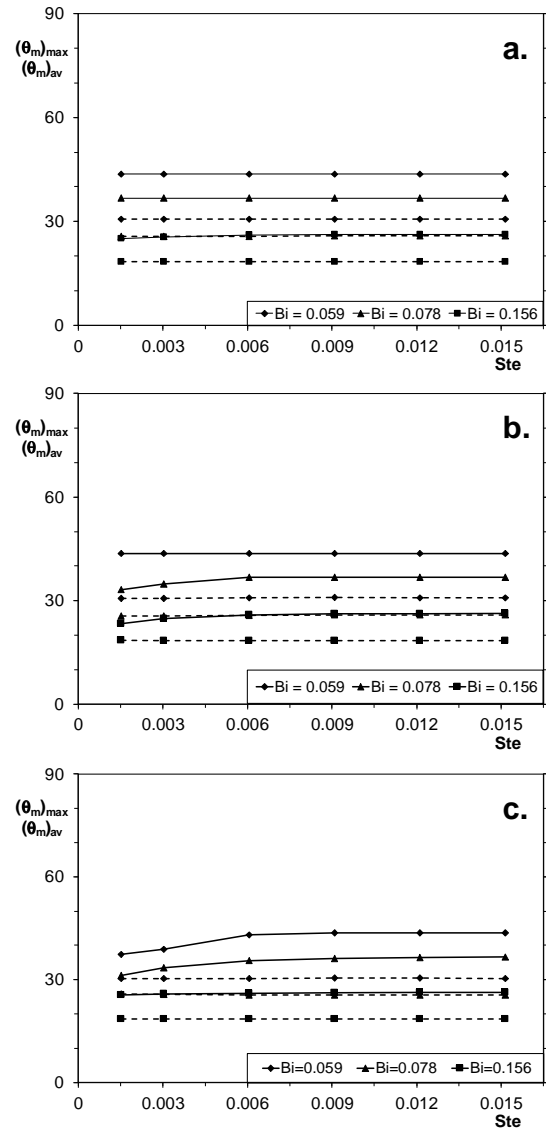 90
(θm)max
(θm)av
a.
60
30
0
Bi = 0.059 Bi = 0.078 Bi = 0.156
0 0.003 0.006 0.009 0.012 0.015
Ste
90
(θm)max
(θm)av
b.
60
30
0
Bi = 0.059 Bi = 0.078 Bi = 0.156
0 0.003 0.006 0.009 0.012 0.015
Ste
90
(θm)max
(θm)av
c.
60
30
0
Bi=0.059 Bi=0.078 Bi=0.156
0 0.003 0.006 0.009 0.012 0.015
Ste